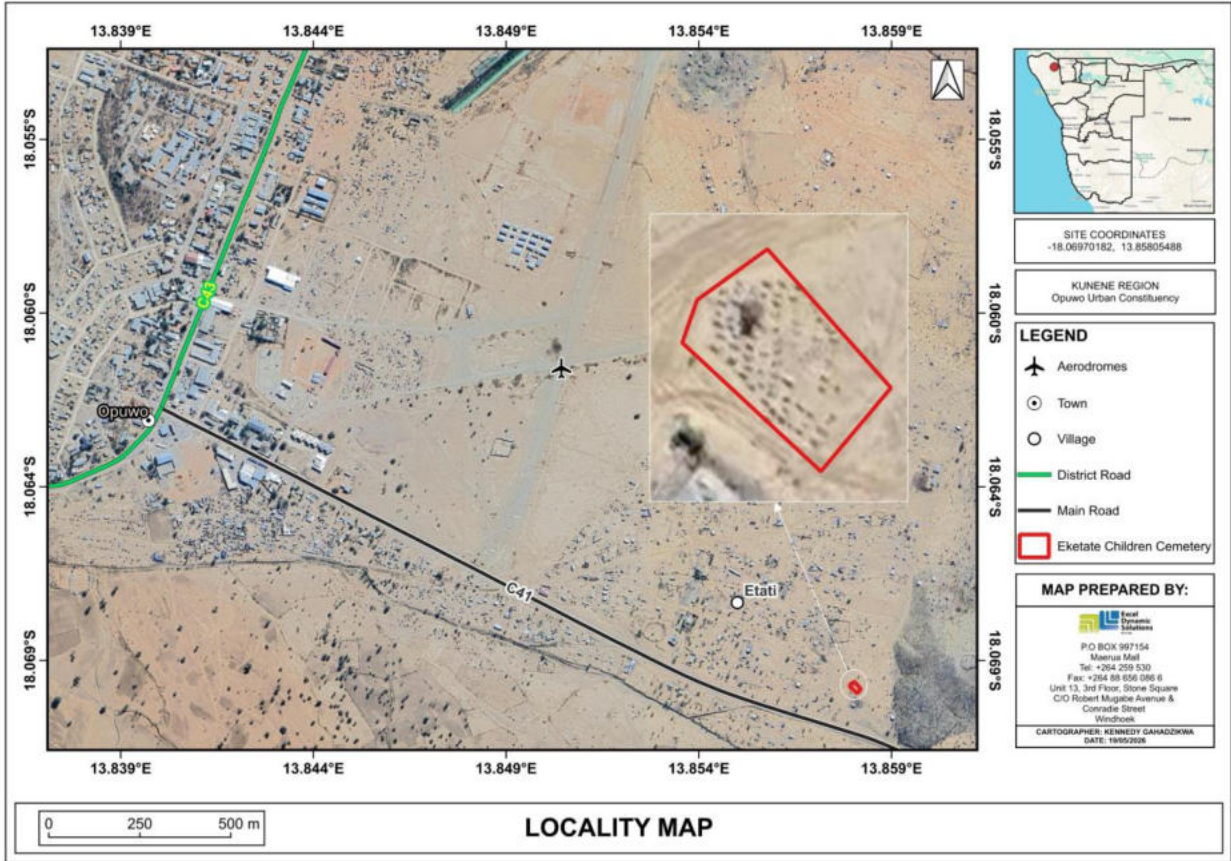 13.839°E 13.844°E 13.849°E 13.854°E 13.859°E
18.055°S
18.060°S
18.064°S
18.069°S
18.055°S
18.060°S
18.064°S
18.069°S
C43
Opuwo
C41
Etati
13.839°E 13.844°E 13.849°E 13.854°E 13.859°E
SITE COORDINATES
-18.06970182, 13.85805488
KUNENE REGION
Opuwo Urban Constituency
LEGEND
Aerodromes
Town
Village
District Road
Main Road
Eketate Children Cemetery
MAP PREPARED BY:
Excel
Dynamic
Solutions
P.O BOX 997154
Maerua Mall
Tel: +264 259 530
Fax: +264 88 656 086 6
Unit 13, 3rd Floor, Stone Square
C/O Robert Mugabe Avenue &
Conradie Street
Windhoek
CARTOGRAPHER: KENNEDY GAHADZIKWA
DATE: 19/05/2026
0 250 500 m
LOCALITY MAP